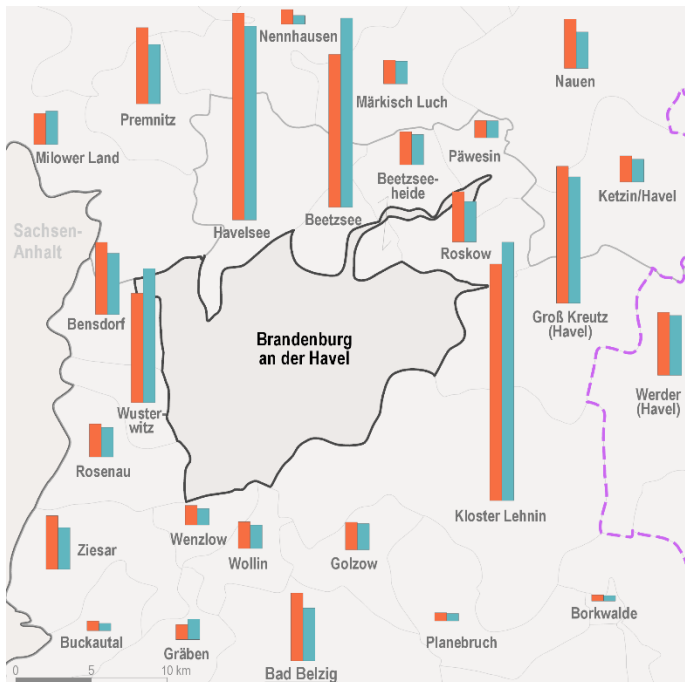 Nennhausen
Nauen
Premnitz
Märkisch Luch
Milower Land
Päwesin
Beetzsee-
heide
Ketzin/Havel
Beetzsee
Havelsee
Sachsen-
Anhalt
Roskow
Groß Kreutz
(Havel)
Bensdorf
Brandenburg
an der Havel
Werder
(Havel)
Wuster-
witz
Rosenau
Kloster Lehnin
Wenzlow
Ziesar
Wollin
Golzow
Borkwalde
Buckautal
Gräben
Planebruch
Bad Belzig
0 5 10 km